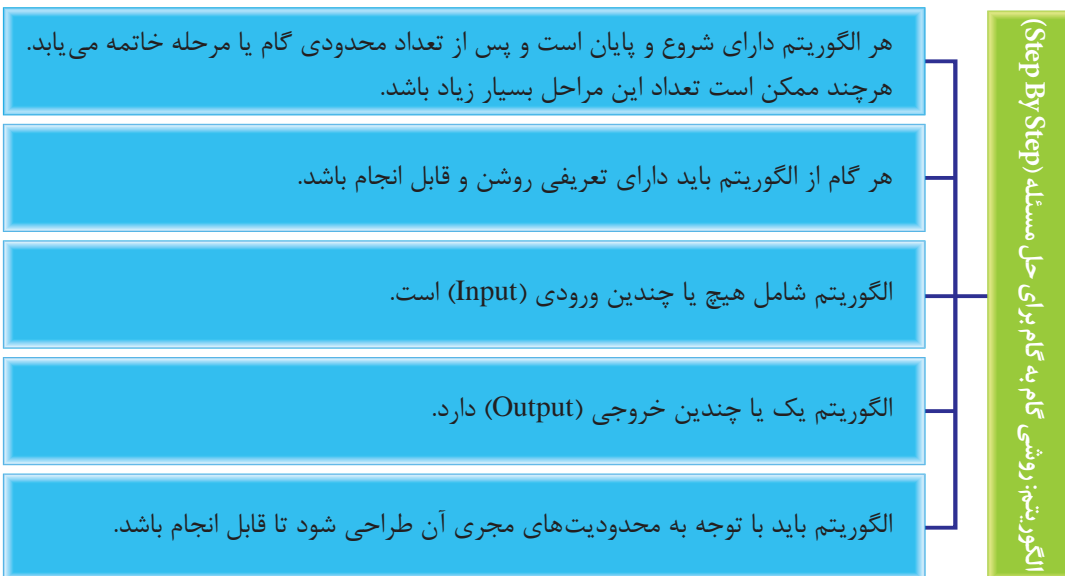 الگوریتم: روشی گام به گام برای حل مسئله (Step By Step)
هر الگوریتم دارای شروع و پایان است و پس از تعداد محدودی گام یا مرحله خاتمه می‌یابد.
هرچند ممکن است تعداد این مراحل بسیار زیاد باشد.
هر گام از الگوریتم باید دارای تعریفی روشن و قابل انجام باشد.
الگوریتم شامل هیچ یا چندین ورودی (Input) است.
الگوریتم یک یا چندین خروجی (Output) دارد.
الگوریتم باید با توجه به محدودیت‌های مجری آن طراحی شود تا قابل انجام باشد.